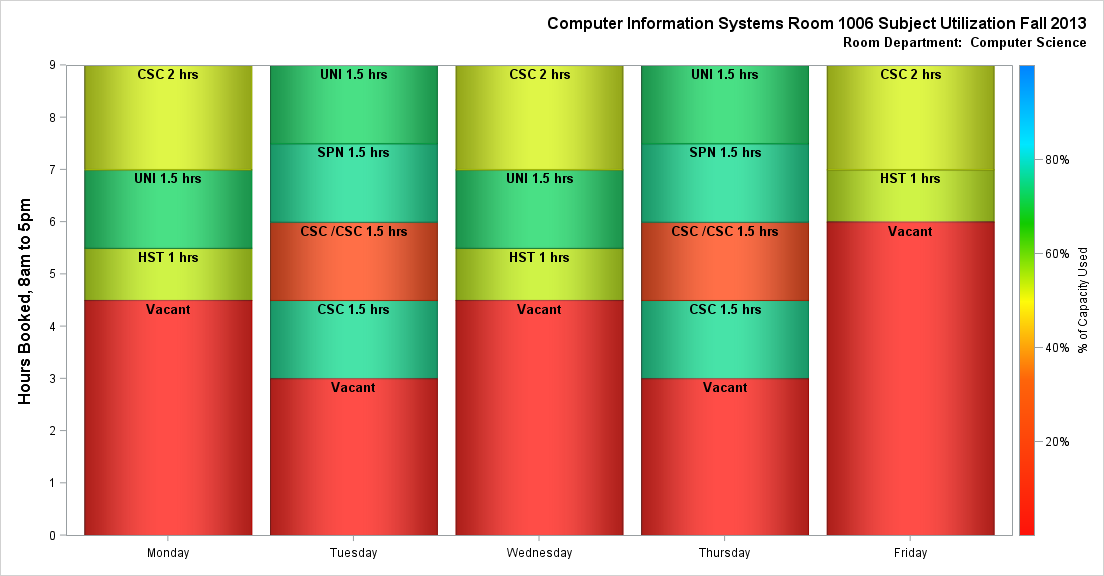 Computer Information Systems Room 1006 Subject Utilization Fall 2013
Room Department:  Computer Science
Hours Booked, 8am to 5pm
9
8
7
6
5
4
3
2
1
0
CSC 2 hrs
UNI 1.5 hrs
HST 1 hrs
Vacant
UNI 1.5 hrs
SPN 1.5 hrs
CSC /CSC 1.5 hrs
CSC 1.5 hrs
Vacant
CSC 2 hrs
UNI 1.5 hrs
HST 1 hrs
Vacant
UNI 1.5 hrs
SPN 1.5 hrs
CSC /CSC 1.5 hrs
CSC 1.5 hrs
Vacant
CSC 2 hrs
HST 1 hrs
Vacant
Monday
Tuesday
Wednesday
Thursday
Friday
80%
60%
40%
20%
% of Capacity Used